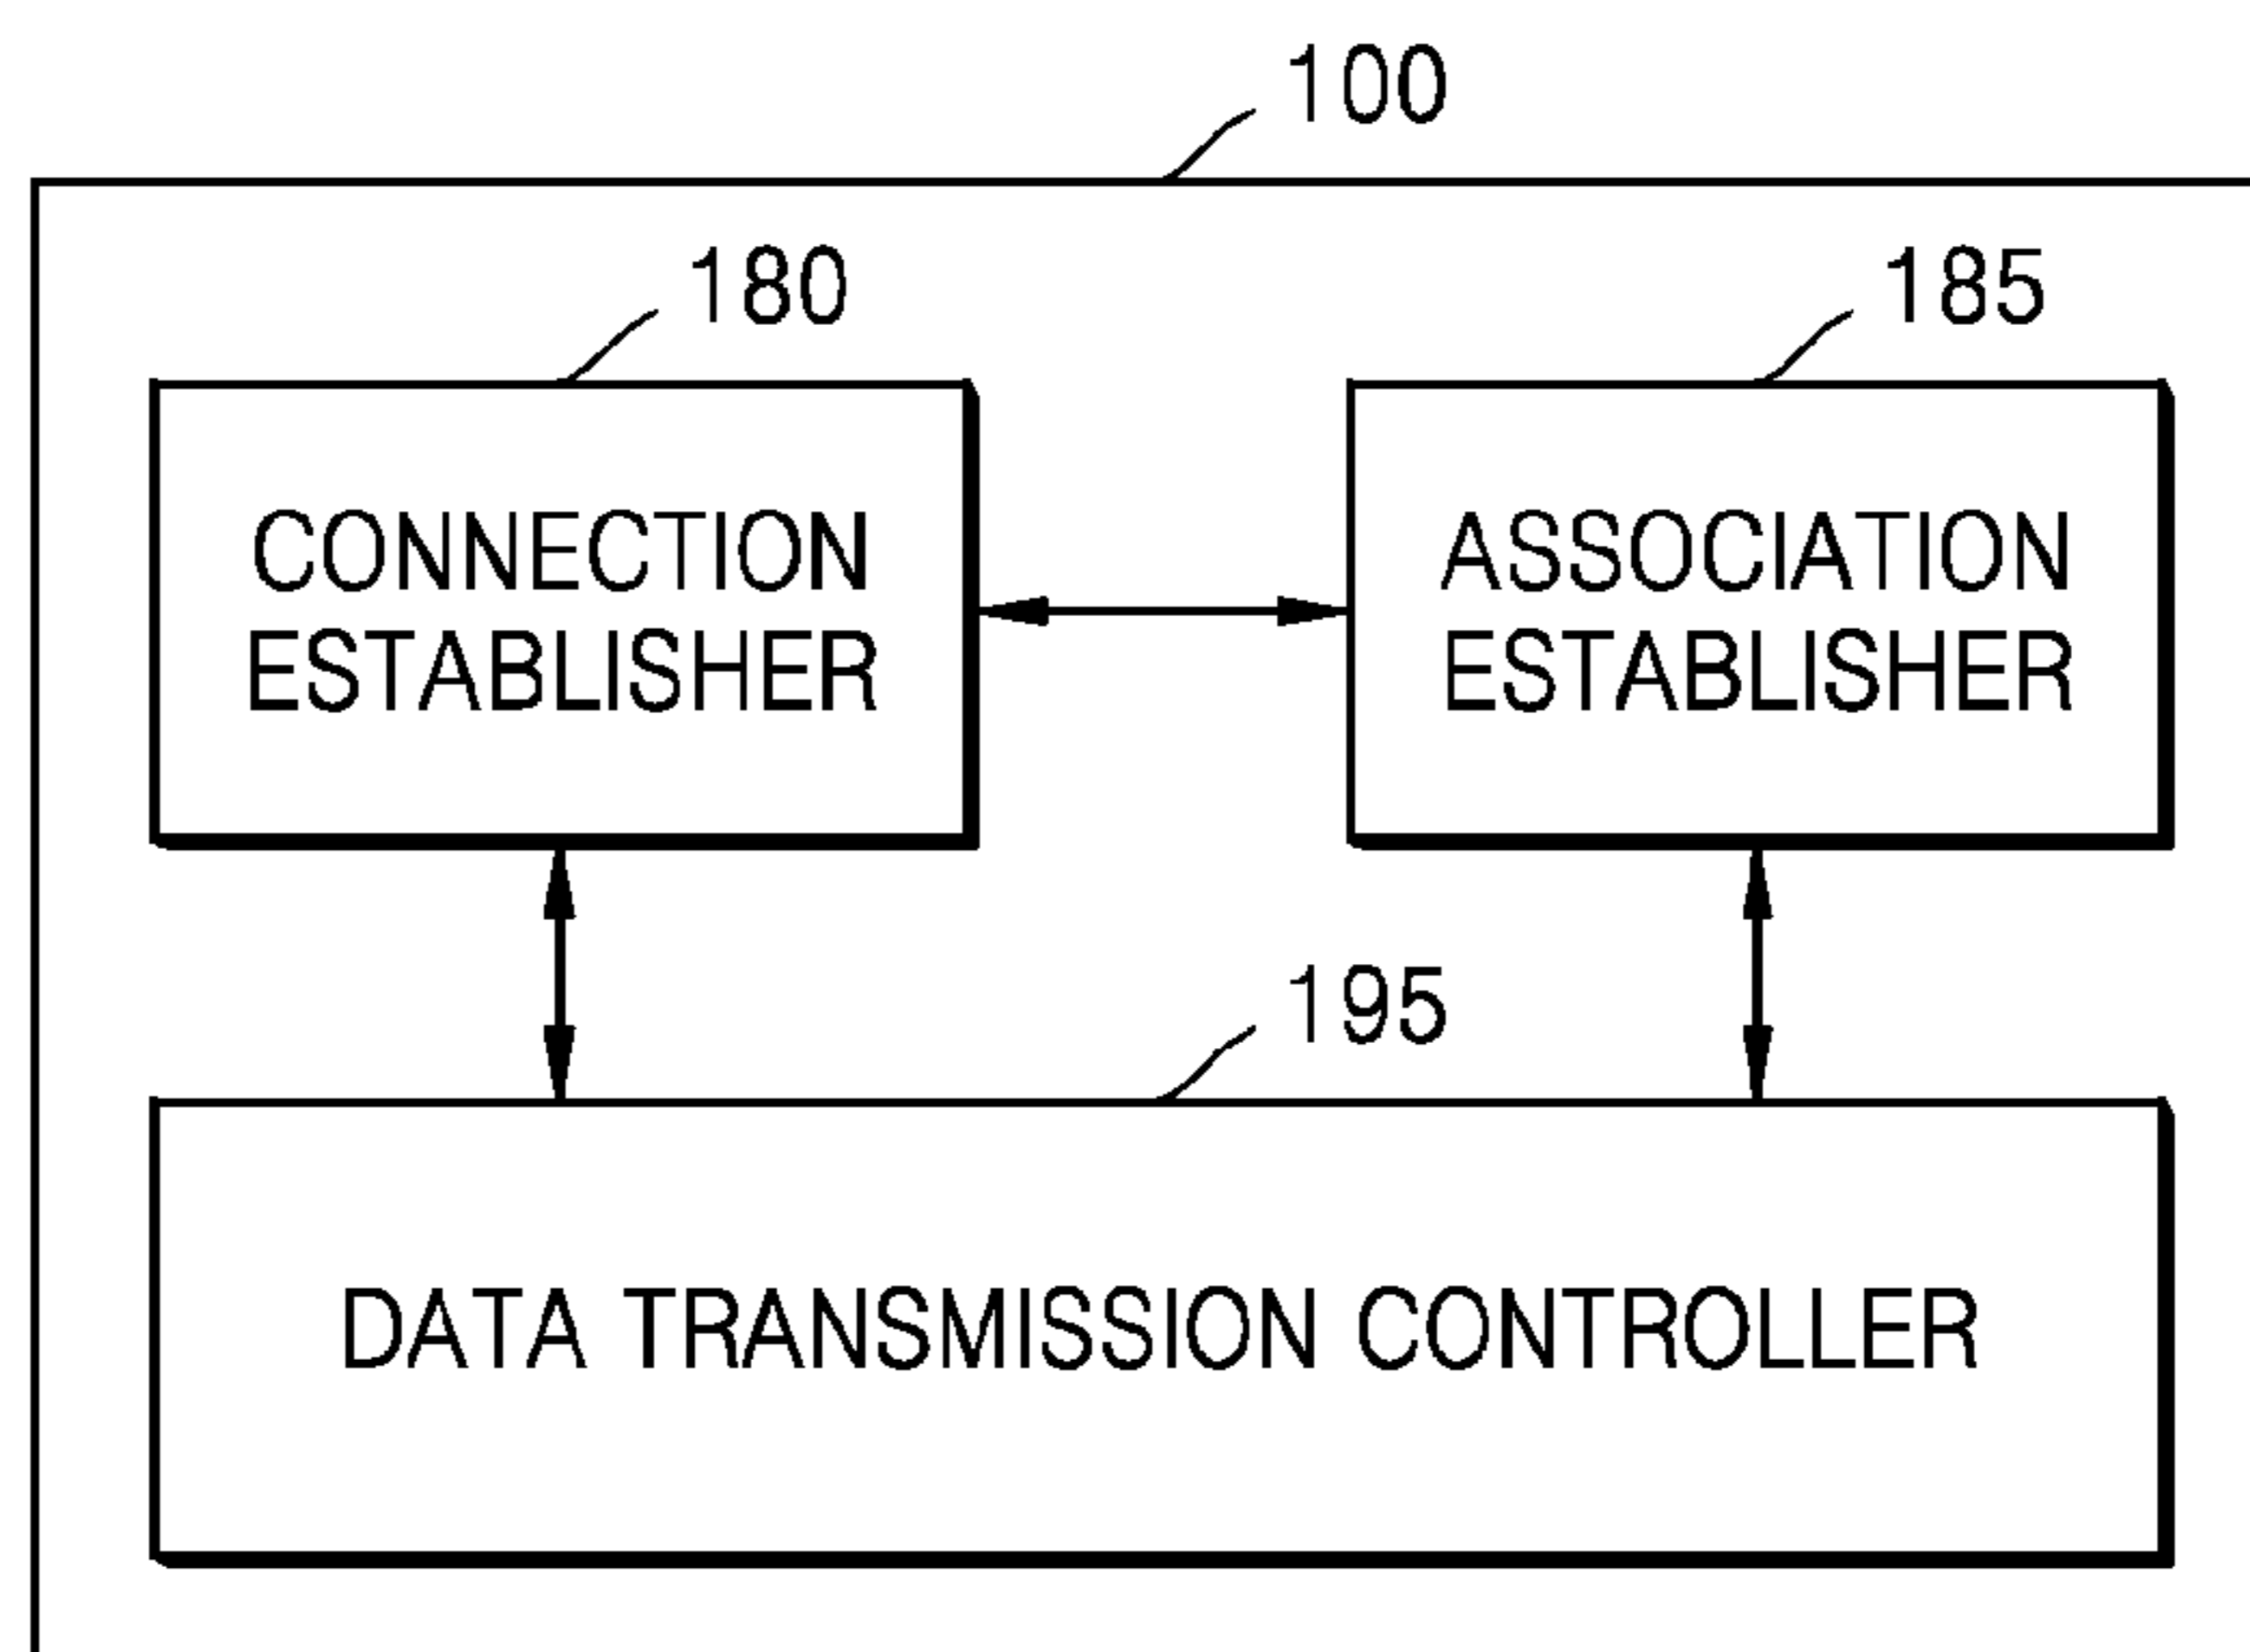 100
180
185
CONNECTION
ESTABLISHER
ASSOCIATION
ESTABLISHER
195
DATA TRANSMISSION CONTROLLER